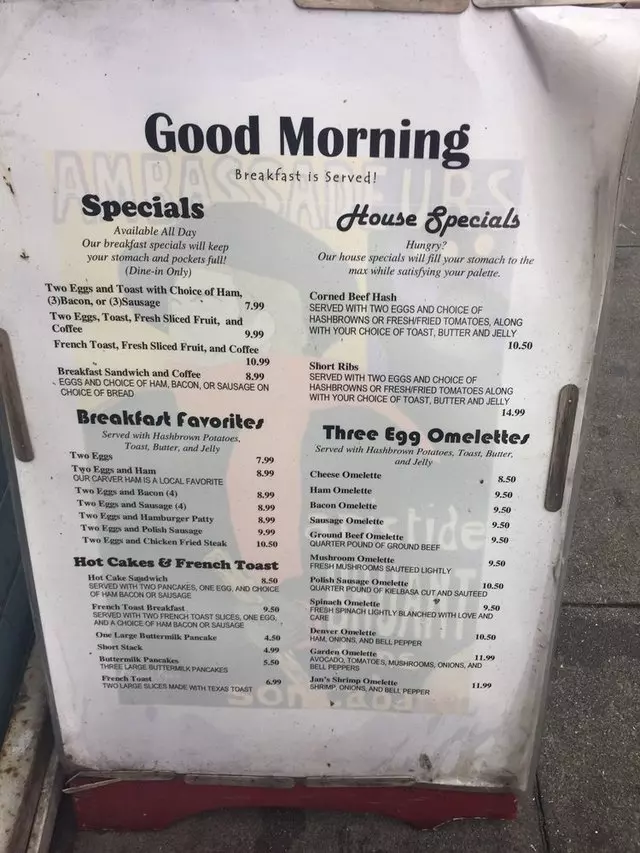 Good Morning
Breakfast is Served!
Specials
Available All Day
Our breakfast specials will keep
your stomach and pockets full!
(Dine-in Only)
Two Eggs and Toast with Choice of Ham,
(3)Bacon, or (3)Sausage 7.99
Two Eggs, Toast, Fresh Sliced Fruit, and
Coffee 9.99
French Toast, Fresh Sliced Fruit, and Coffee
10.99
Breakfast Sandwich and Coffee 8.99
EGGS AND CHOICE OF HAM, BACON, OR SAUSAGE ON
CHOICE OF BREAD
Breakfast Favorites
Served with Hashbrown Potatoes,
Toast, Butter, and Jelly
Two Eggs 7.99
Two Eggs and Ham 8.99
OUR CARVER HAM IS A LOCAL FAVORITE
Two Eggs and Bacon (4) 8.99
Two Eggs and Sausage (4) 8.99
Two Eggs and Hamburger Patty 8.99
Two Eggs and Polish Sausage 9.99
Two Eggs and Chicken Fried Steak 10.50
Hot Cakes & French Toast
Hot Cake Sandwich 8.50
SERVED WITH TWO PANCAKES, ONE EGG, AND CHOICE
OF HAM BACON OR SAUSAGE
French Toast Breakfast 9.50
SERVED WITH TWO FRENCH TOAST SLICES, ONE EGG,
AND A CHOICE OF HAM BACON OR SAUSAGE
One Large Buttermilk Pancake 4.50
Short Stack 4.99
Buttermilk Pancakes 5.50
THREE LARGE BUTTERMILK PANCAKES
French Toast 6.99
TWO LARGE SLICES MADE WITH TEXAS TOAST
House Specials
Hungry?
Our house specials will fill your stomach to the
max while satisfying your palette.
Corned Beef Hash
SERVED WITH TWO EGGS AND CHOICE OF
HASHBROWNS OR FRESH/FRIED TOMATOES, ALONG
WITH YOUR CHOICE OF TOAST, BUTTER AND JELLY
10.50
Short Ribs
SERVED WITH TWO EGGS AND CHOICE OF
HASHBROWNS OR FRESH/FRIED TOMATOES ALONG
WITH YOUR CHOICE OF TOAST, BUTTER AND JELLY
14.99
Three Egg Omelettes
Served with Hashbrown Potatoes, Toast, Butter,
and Jelly
Cheese Omelette 8.50
Ham Omelette 9.50
Bacon Omelette 9.50
Sausage Omelette 9.50
Ground Beef Omelette 9.50
QUARTER POUND OF GROUND BEEF
Mushroom Omelette 9.50
FRESH MUSHROOMS SAUTEED LIGHTLY
Polish Sausage Omelette 10.50
QUARTER POUND OF KIELBASA CUT AND SAUTEED
Spinach Omelette 9.50
FRESH SPINACH LIGHTLY BLANCHED WITH LOVE AND
CARE
Denver Omelette 10.50
HAM, ONIONS, AND BELL PEPPER
Garden Omelette 11.99
AVOCADO, TOMATOES, MUSHROOMS, ONIONS, AND
BELL PEPPERS
Jan's Shrimp Omelette 11.99
SHRIMP, ONIONS, AND BELL PEPPER
AMBASSADEURS